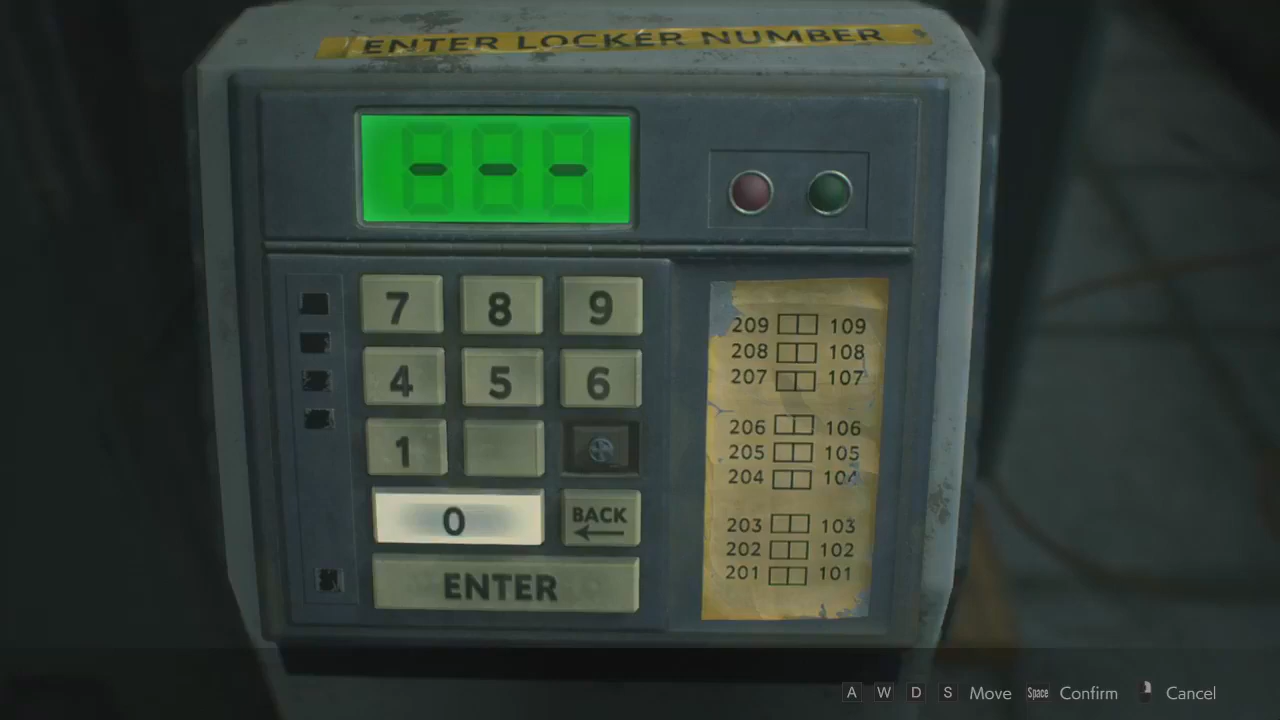 ENTER LOCKER NUMBER
- - -
7 8 9
4 5 6
1
0 BACK
ENTER
209 109
208 108
207 107
206 106
205 105
204 104
203 103
202 102
201 101
A W D S Move Space Confirm Cancel